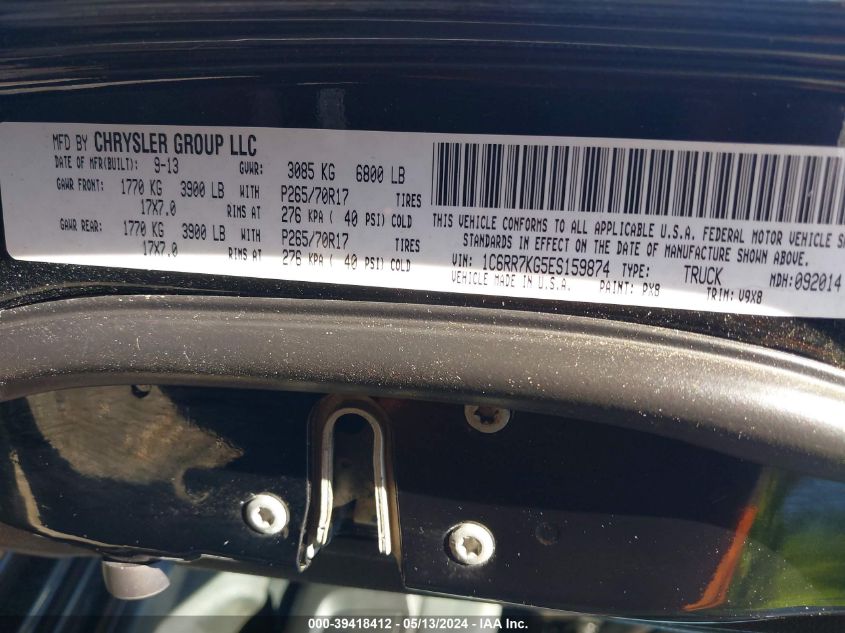 MFD BY CHRYSLER GROUP LLC
DATE OF MFR(BUILT): 9-13 GVWR: 3085 KG 6800 LB
GAWR FRONT: 1770 KG 3900 LB WITH P265/70R17 TIRES
17X7.0 RIMS AT 276 KPA ( 40 PSI) COLD
GAWR REAR: 1770 KG 3900 LB WITH P265/70R17 TIRES
17X7.0 RIMS AT 276 KPA ( 40 PSI) COLD
THIS VEHICLE CONFORMS TO ALL APPLICABLE U.S.A. FEDERAL MOTOR VEHICLE
STANDARDS IN EFFECT ON THE DATE OF MANUFACTURE SHOWN ABOVE.
VIN: 1C6RR7KG5ES159874 TYPE: TRUCK MDH:092014
VEHICLE MADE IN U.S.A. PAINT: PX8 TRIM: V9X8
000-39418412 - 05/13/2024 - IAA Inc.